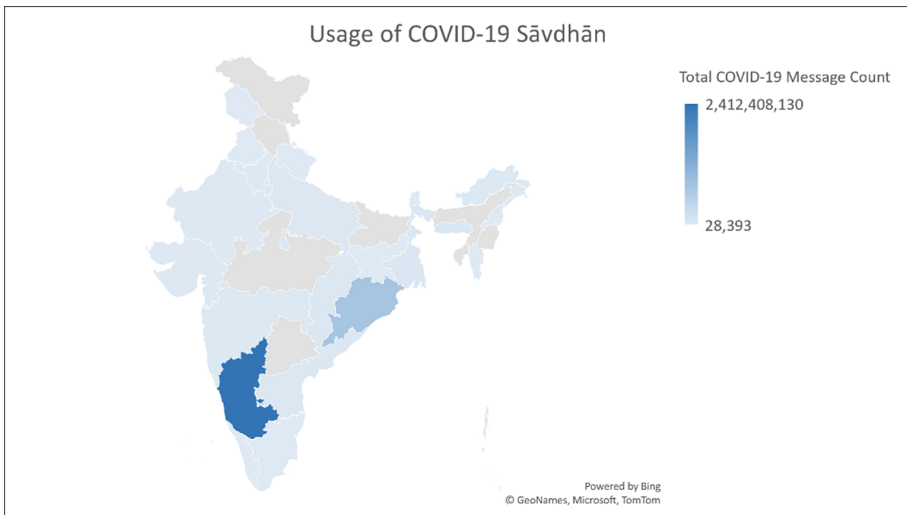 Usage of COVID-19 Sāvdhān
Total COVID-19 Message Count
2,412,408,130
28,393
Powered by Bing
© GeoNames, Microsoft, TomTom